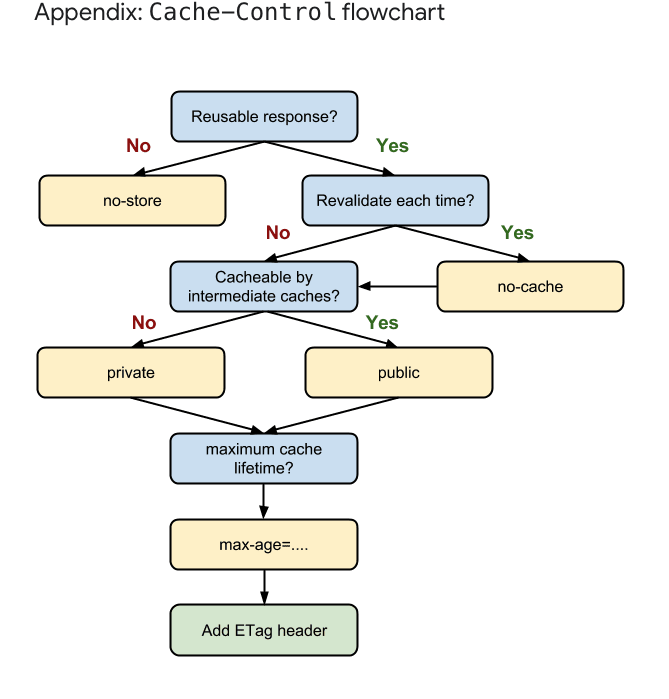 Appendix: Cache-Control flowchart
Reusable response?
No
Yes
no-store
Revalidate each time?
No
Yes
Cacheable by
intermediate caches?
no-cache
No
Yes
private
public
maximum cache
lifetime?
max-age=....
Add ETag header